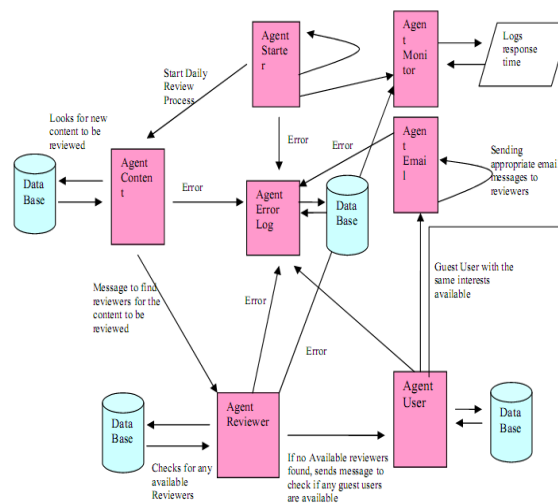 Agen
t
Starte
r
Agen
t
Moni
tor
Logs
response
time
Start Daily
Review
Process
Looks for new
content to be
reviewed
Error
Error
Agent
Email
Sending
appropriate email
messages to
reviewers
Data
Base
Agent
Conten
t
Error
Agent
Error
Log
Data
Base
Message to find
reviewers for the
content to be
reviewed
Guest User with the
same interests
available
Error
Error
Data
Base
Agent
Reviewer
Agent
User
Data
Base
Checks for any
available
Reviewers
If no Available reviewers
found, sends message to
check if any guest users
are available